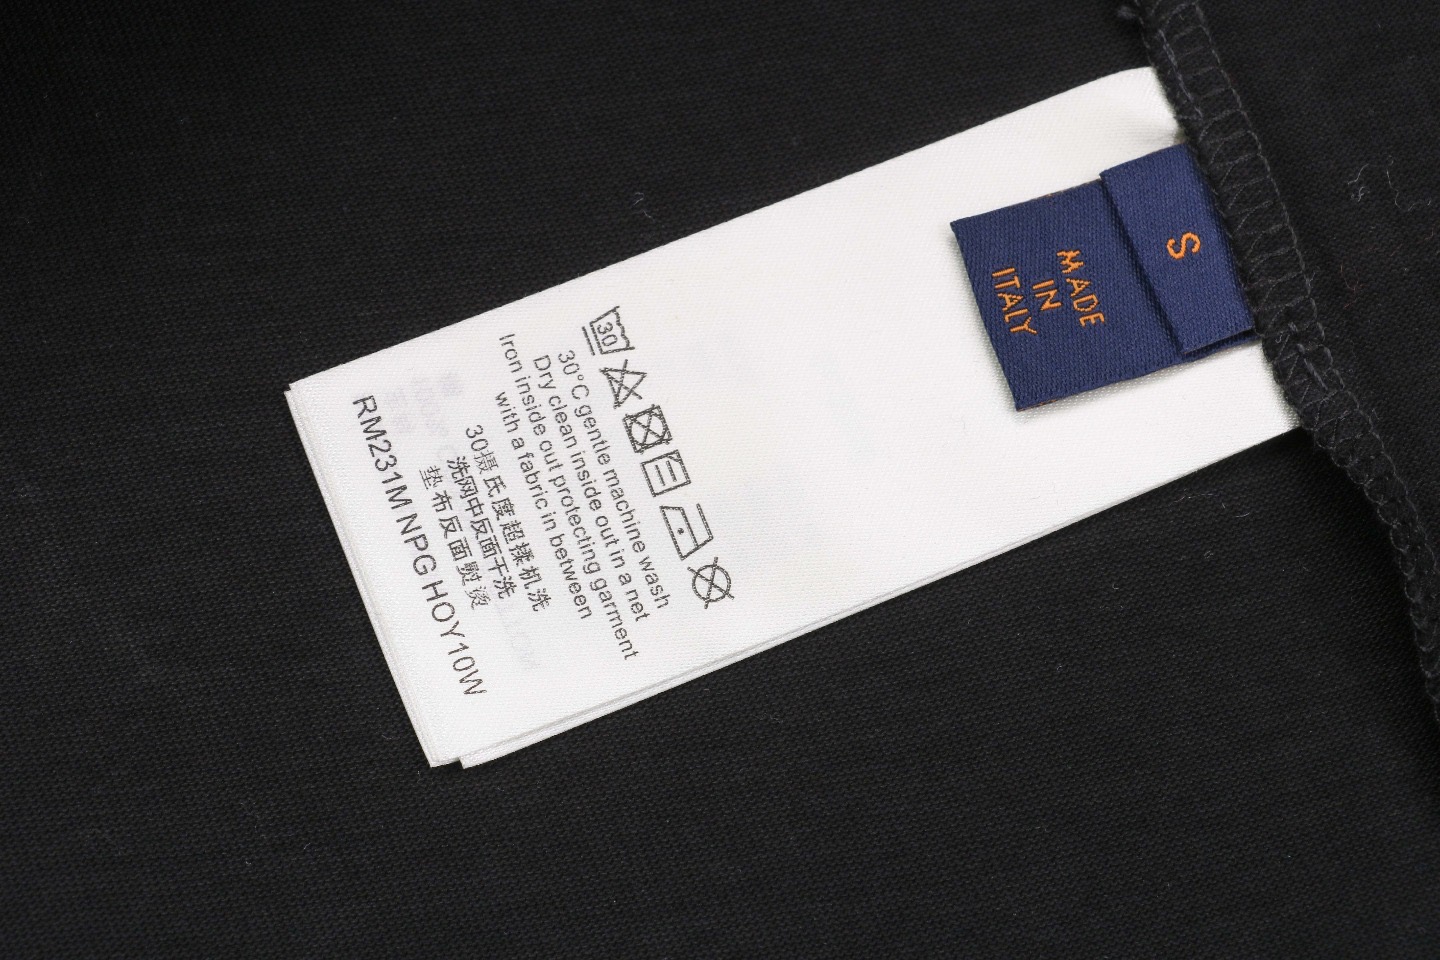 S
MADE
IN
ITALY
30
30°C gentle machine wash
Dry clean inside out in a net
Iron inside out protecting garment
with a fabric in between
30摄氏度超揉机洗
洗网中反面干洗
垫布反面熨烫
RM231M NPG HOY10W